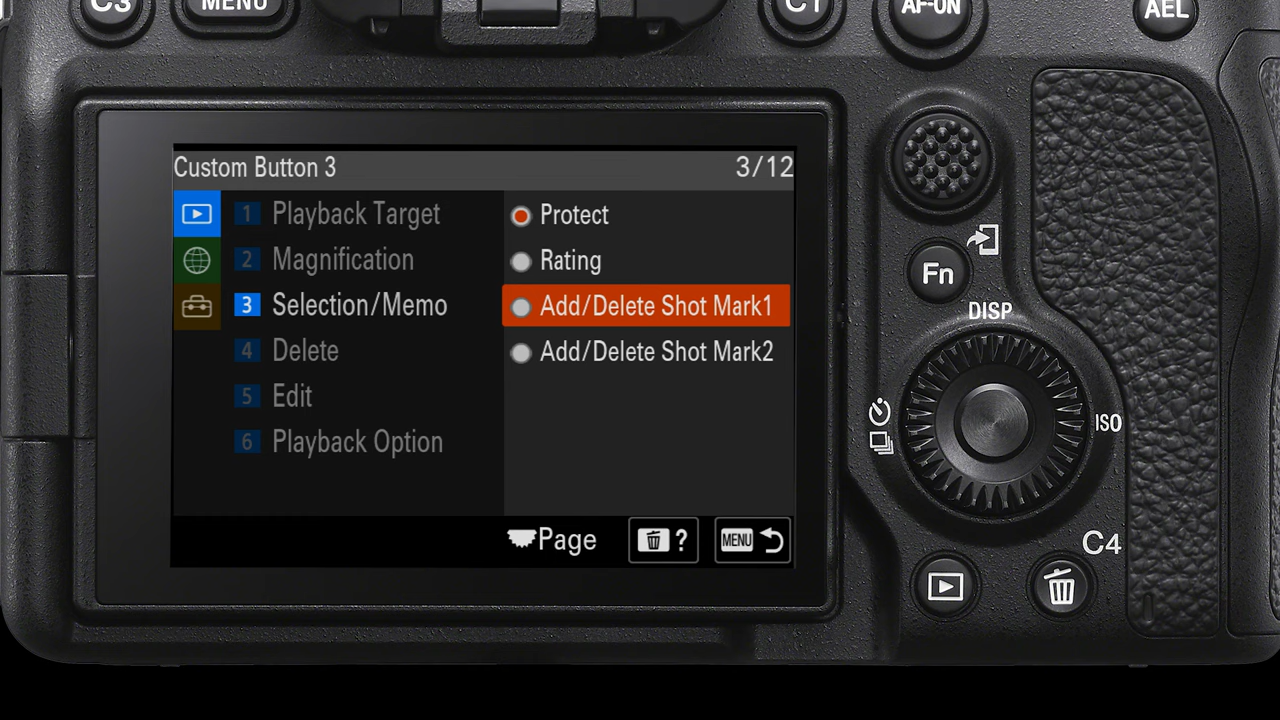 C3
MENU
C1
AF-ON
AEL
Custom Button 3 3/12
1 Playback Target
2 Magnification
3 Selection/Memo
4 Delete
5 Edit
6 Playback Option
Protect
Rating
Add/Delete Shot Mark1
Add/Delete Shot Mark2
Page ? MENU
Fn
DISP
ISO
C4